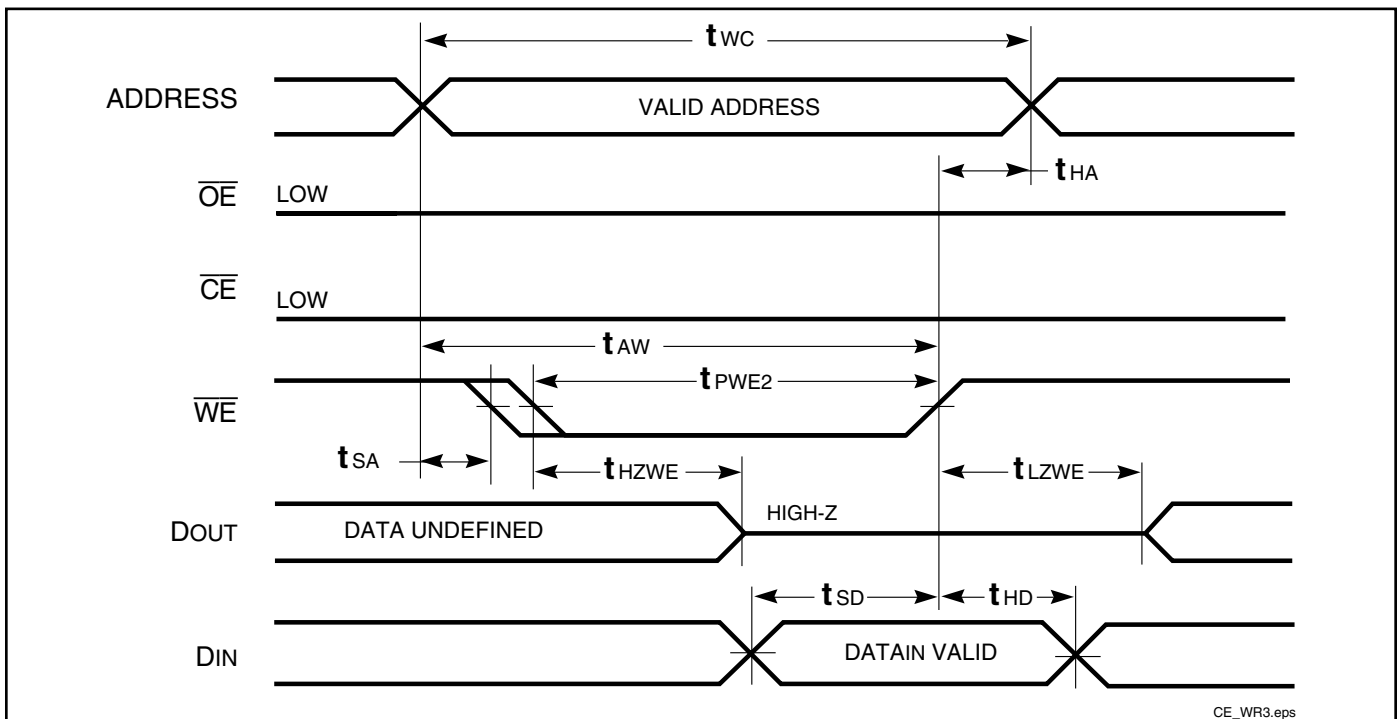 tWC
ADDRESS
VALID ADDRESS
tHA
OE
LOW
CE
LOW
tAW
tPWE2
WE
tSA
tHZWE
tLZWE
DOUT
DATA UNDEFINED
HIGH-Z
tSD
tHD
DIN
DATAIN VALID
CE_WR3.eps